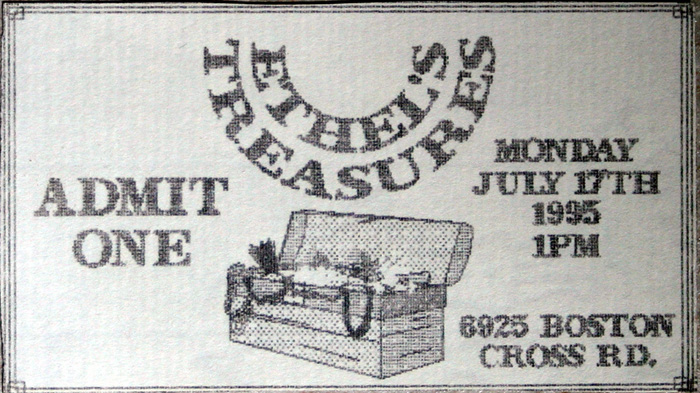 ETHEL'S
TREASURES
ADMIT
ONE
MONDAY
JULY 17TH
1995
1PM
6925 BOSTON
CROSS RD.